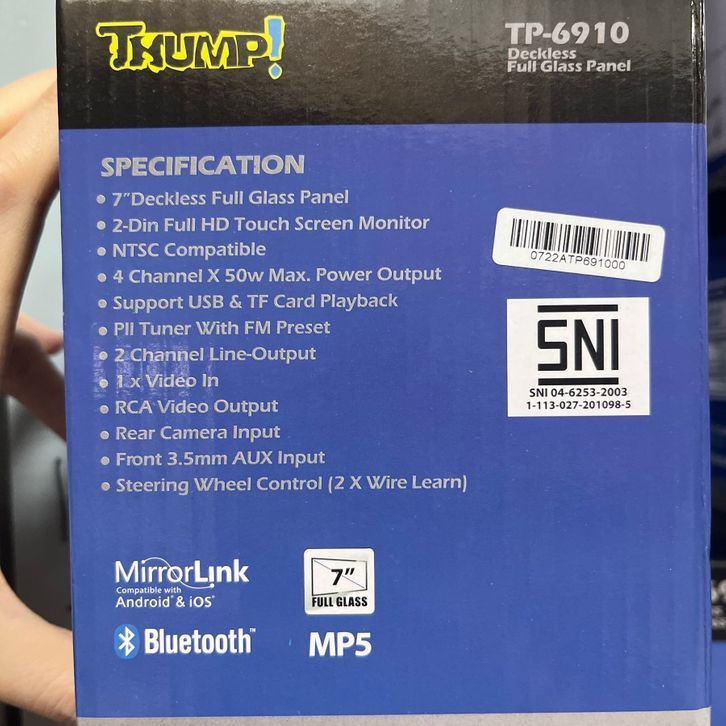 THUMP!
TP-6910
Deckless
Full Glass Panel
SPECIFICATION
• 7"Deckless Full Glass Panel
• 2-Din Full HD Touch Screen Monitor
• NTSC Compatible
• 4 Channel X 50w Max. Power Output
• Support USB & TF Card Playback
• Pll Tuner With FM Preset
• 2 Channel Line-Output
• 1 x Video In
• RCA Video Output
• Rear Camera Input
• Front 3.5mm AUX Input
• Steering Wheel Control (2 X Wire Learn)
0722ATP691000
SNI
SNI 04-6253-2003
1-113-027-201098-5
MirrorLink
Compatible with
Android® & iOS®
7"
FULL GLASS
Bluetooth™
MP5